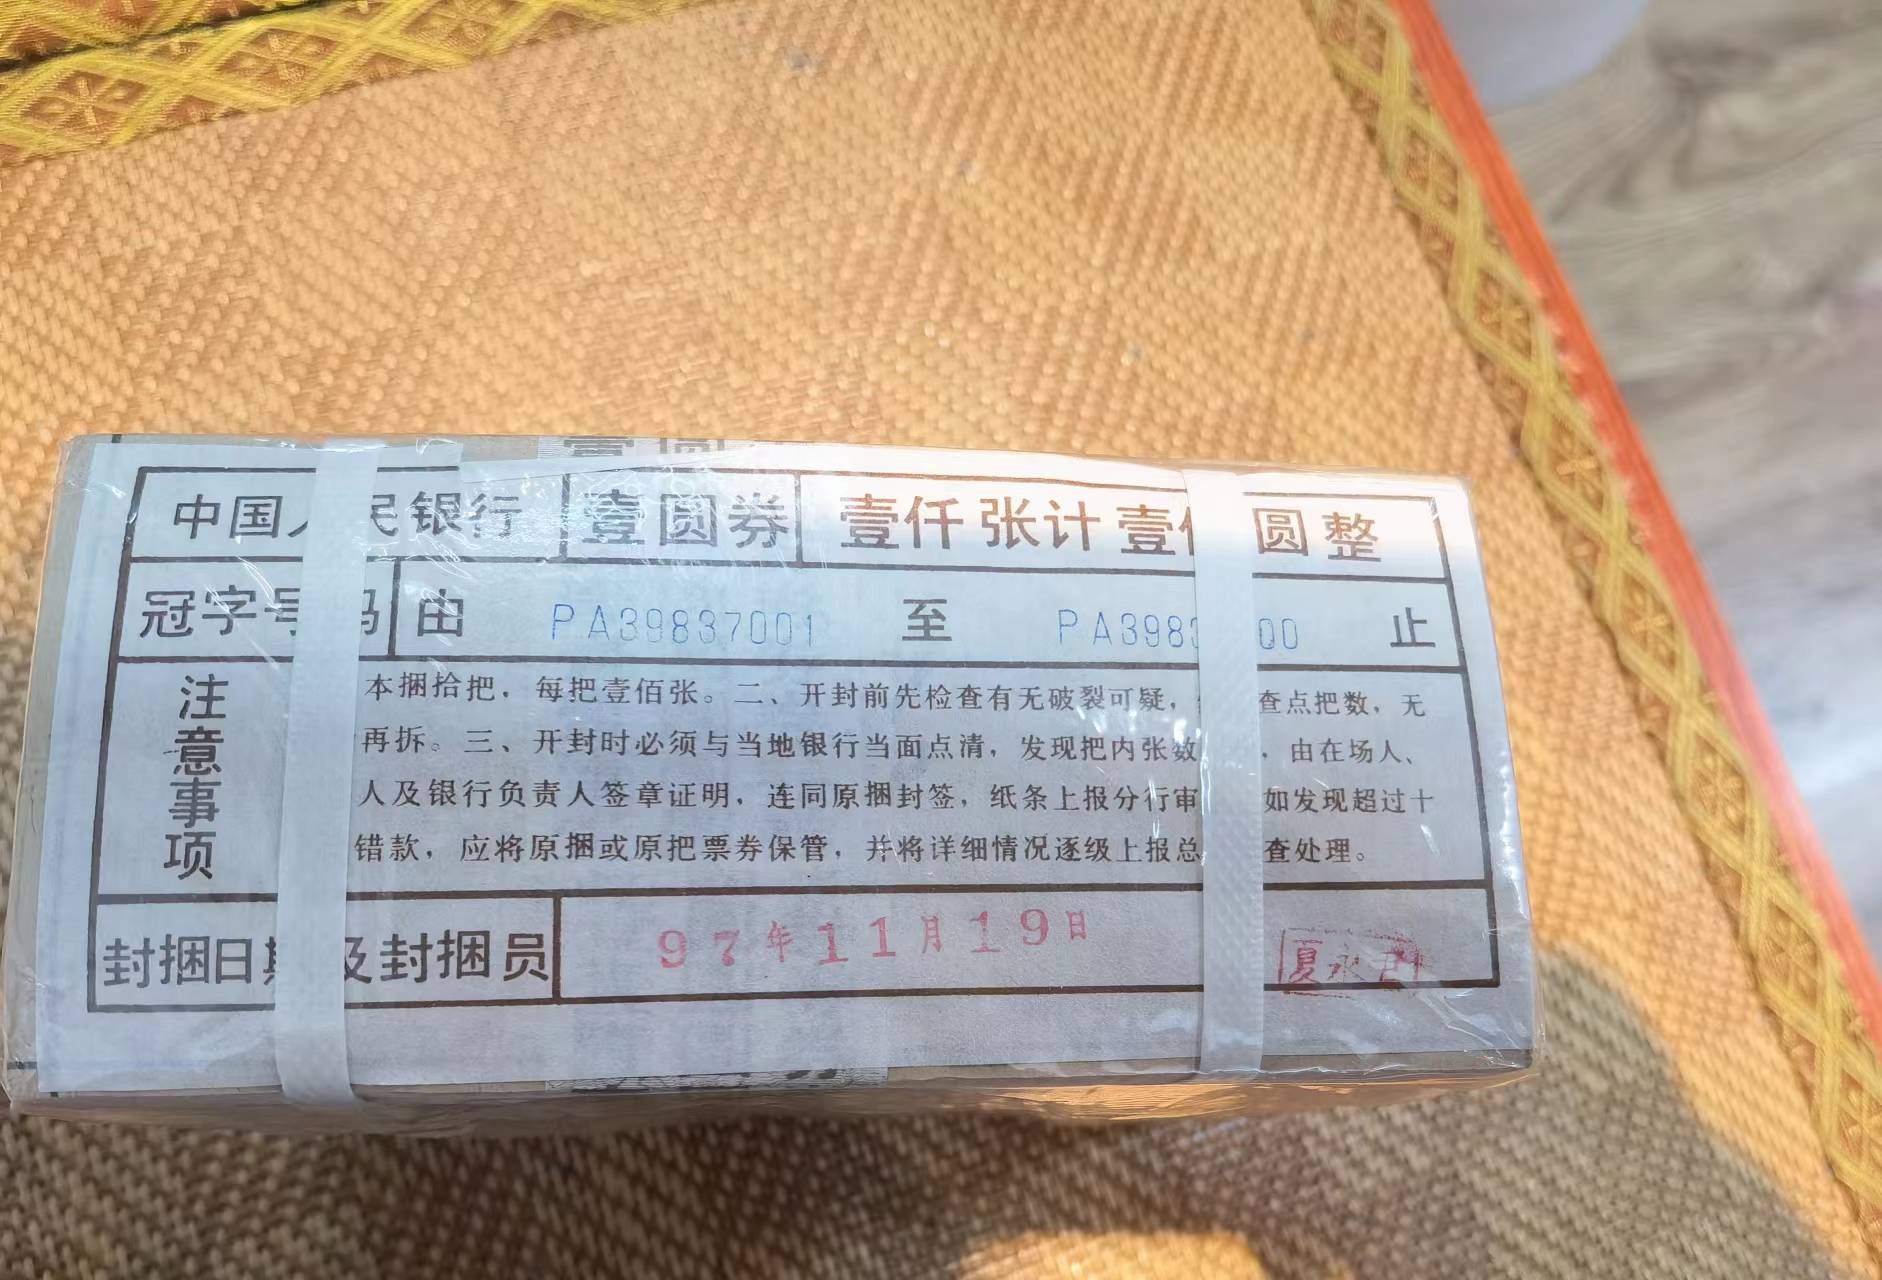 壹圆
中国人民银行 壹圆券 壹仟张计壹仟圆整
冠字号码 由 PA39837001 至 PA398 00 止
注意事项
本捆拾把，每把壹佰张。二、开封前先检查有无破裂可疑， 查点把数，无
再拆。三、开封时必须与当地银行当面点清，发现把内张数 ，由在场人、
人及银行负责人签章证明，连同原捆封签，纸条上报分行审 如发现超过十
错款，应将原捆或原把票券保管，并将详细情况逐级上报总 查处理。
封捆日期及封捆员 97年11月19日 夏永